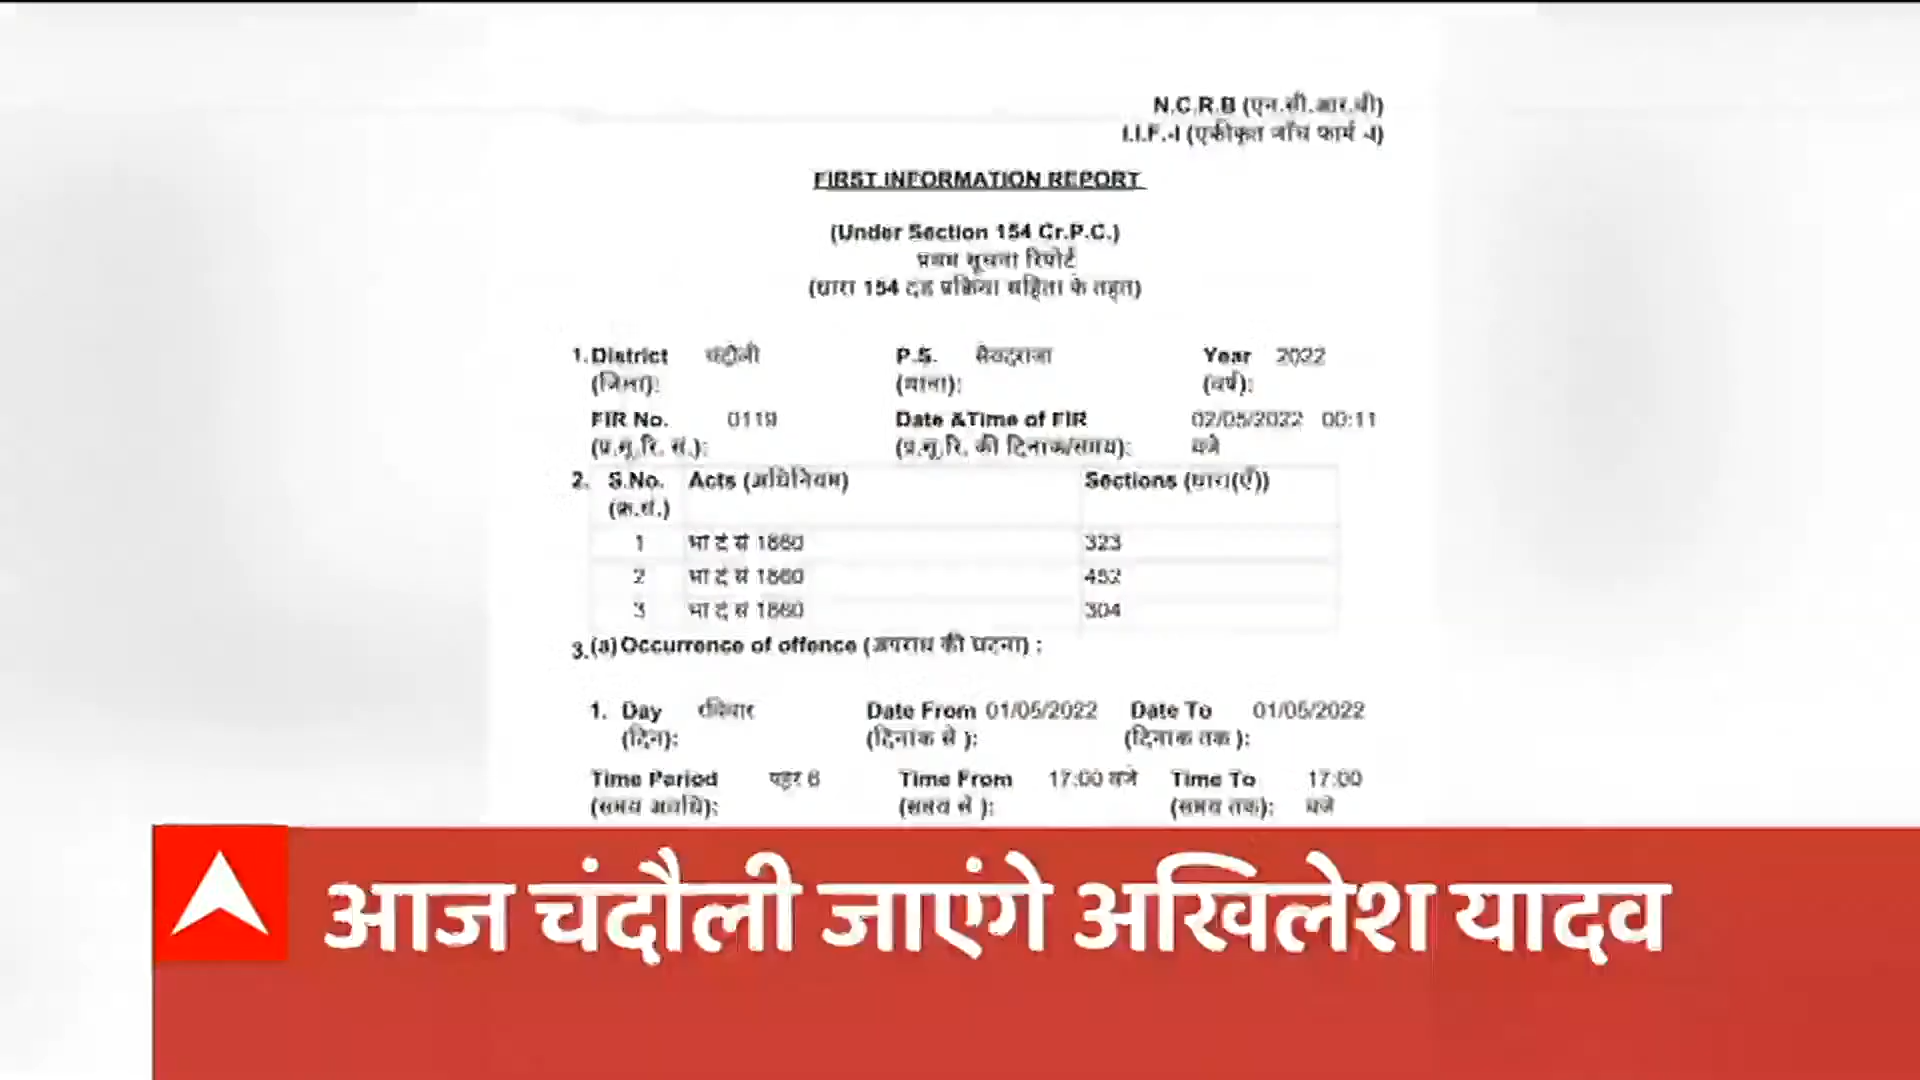 N.C.R.B (एन.सी.आर.बी)
I.I.F.-I (एकीकृत जाँच फार्म -I)
FIRST INFORMATION REPORT
(Under Section 154 Cr.P.C.)
प्रथम सूचना रिपोर्ट
(धारा 154 दंड प्रक्रिया संहिता के तहत)
1. District चंदौली P.S. सैयदराजा Year 2022
(जिला): (थाना): (वर्ष):
FIR No. 0119 Date &Time of FIR 02/05/2022 00:11
(प्र.सू.रि. सं.): (प्र.सू.रि. की दिनांक/समय): बजे
2. S.No. Acts (अधिनियम) Sections (धारा(एँ))
(क्र.सं.)
1 भा दं सं 1860 323
2 भा दं सं 1860 452
3 भा दं सं 1860 304
3.(a) Occurrence of offence (अपराध की घटना) :
1. Day रविवार Date From 01/05/2022 Date To 01/05/2022
(दिन): (दिनांक से ): (दिनांक तक ):
Time Period पहर 6 Time From 17:00 बजे Time To 17:00
(समय अवधि): (समय से ): (समय तक): बजे
आज चंदौली जाएंगे अखिलेश यादव